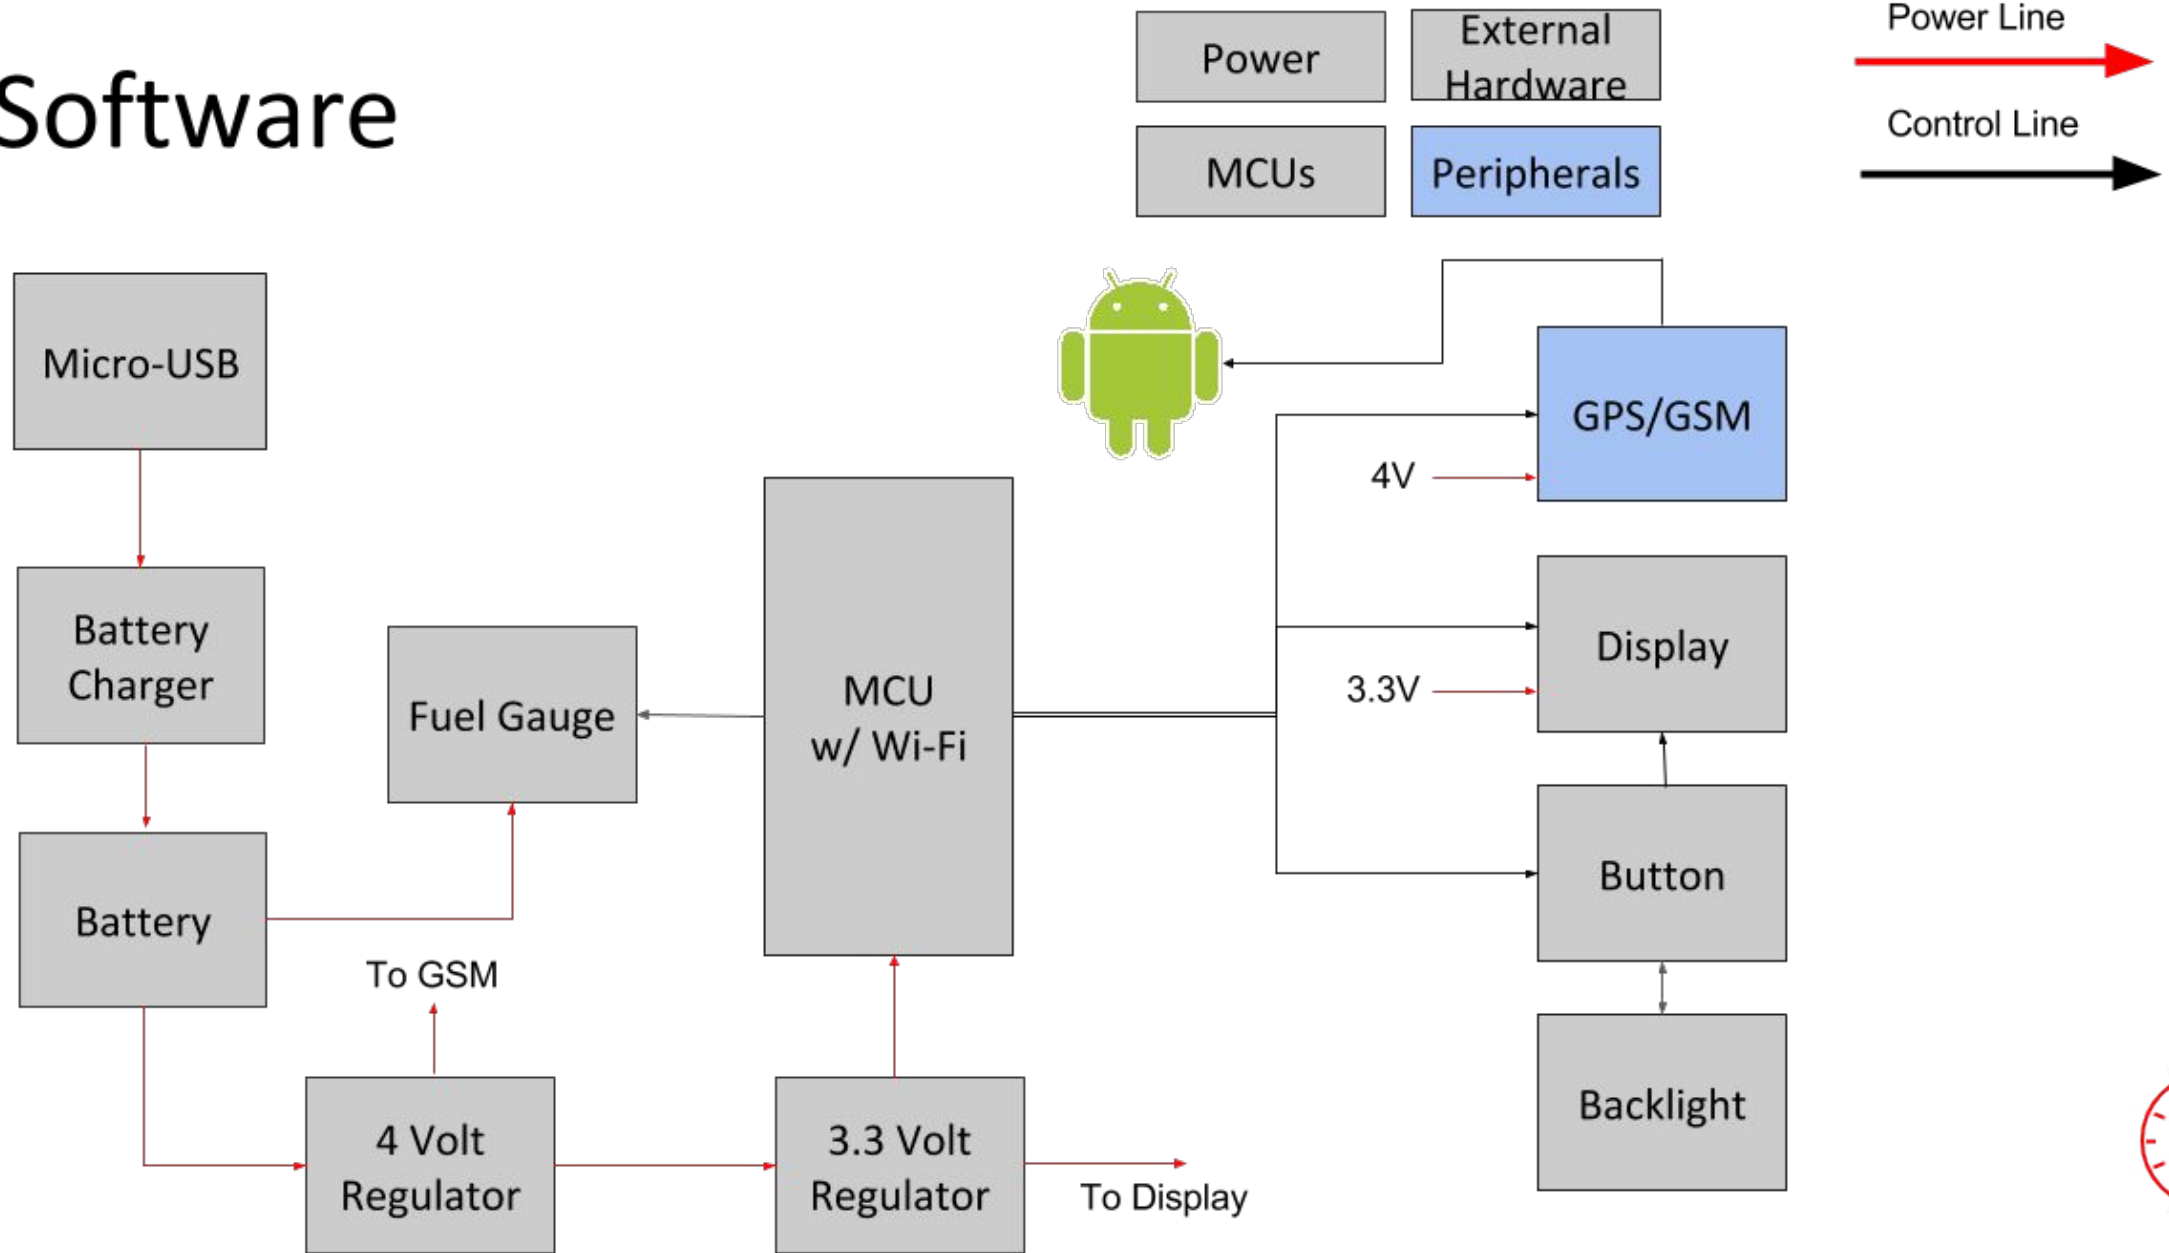 Software
Power
External
Hardware
MCUs
Peripherals
Power Line
Control Line
Micro-USB
GPS/GSM
4V
Battery
Charger
Fuel Gauge
MCU
w/ Wi-Fi
Display
3.3V
Battery
Button
To GSM
4 Volt
Regulator
3.3 Volt
Regulator
To Display
Backlight